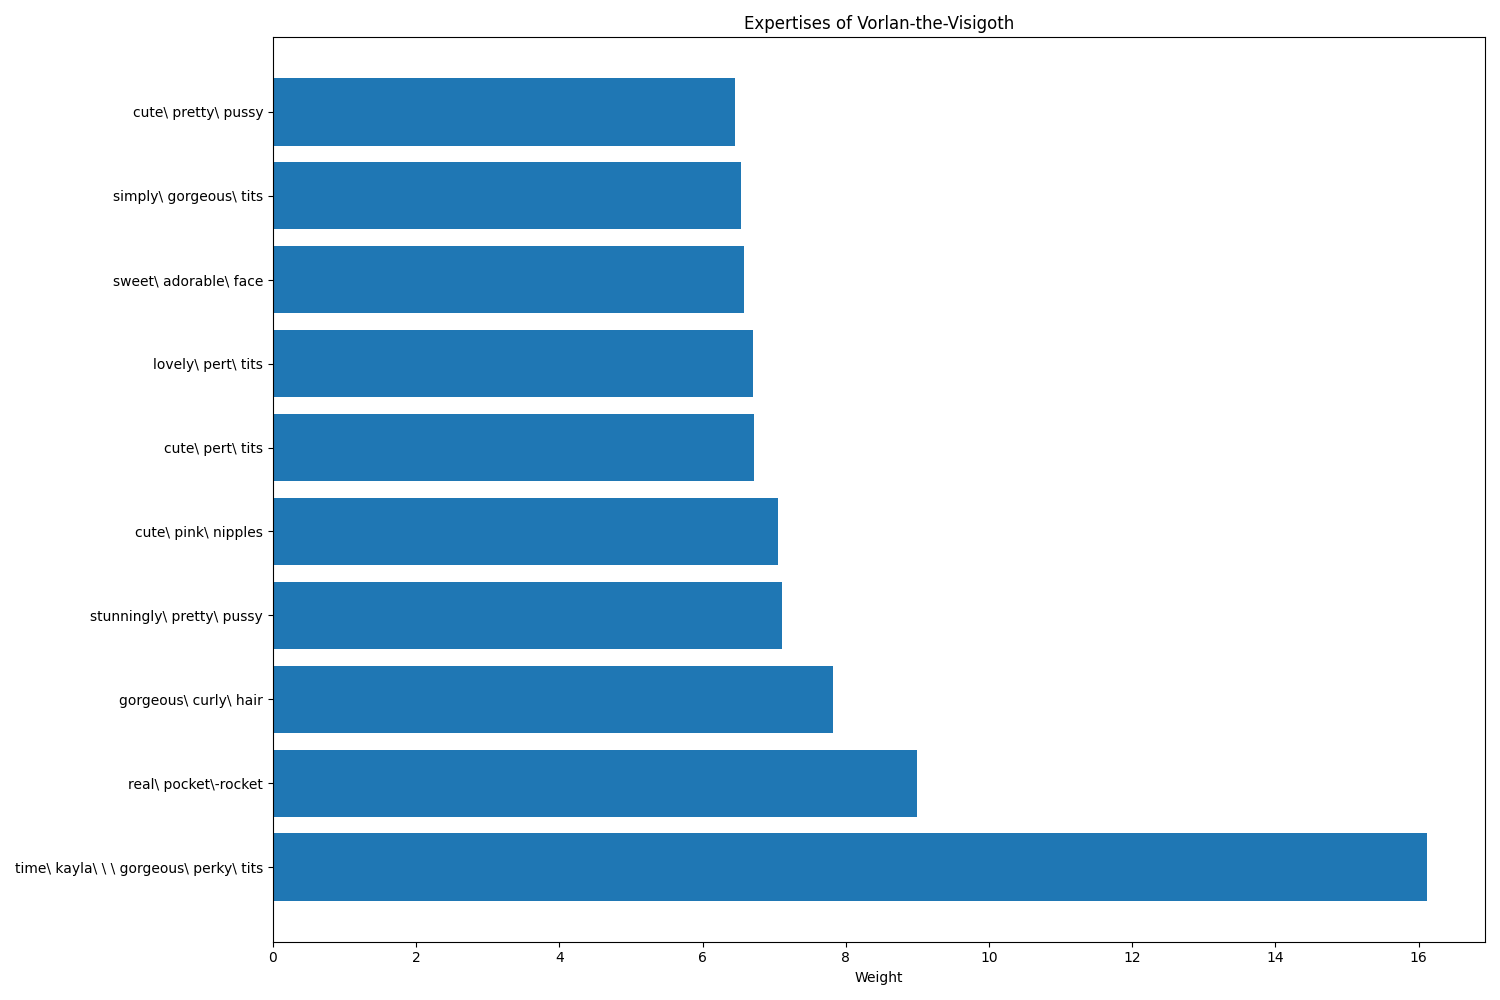 Expertises of Vorlan-the-Visigoth
cute\ pretty\ pussy
simply\ gorgeous\ tits
sweet\ adorable\ face
lovely\ pert\ tits
cute\ pert\ tits
cute\ pink\ nipples
stunningly\ pretty\ pussy
gorgeous\ curly\ hair
real\ pocket\-rocket
time\ kayla\ \ \ gorgeous\ perky\ tits
0 2 4 6 8 10 12 14 16
Weight